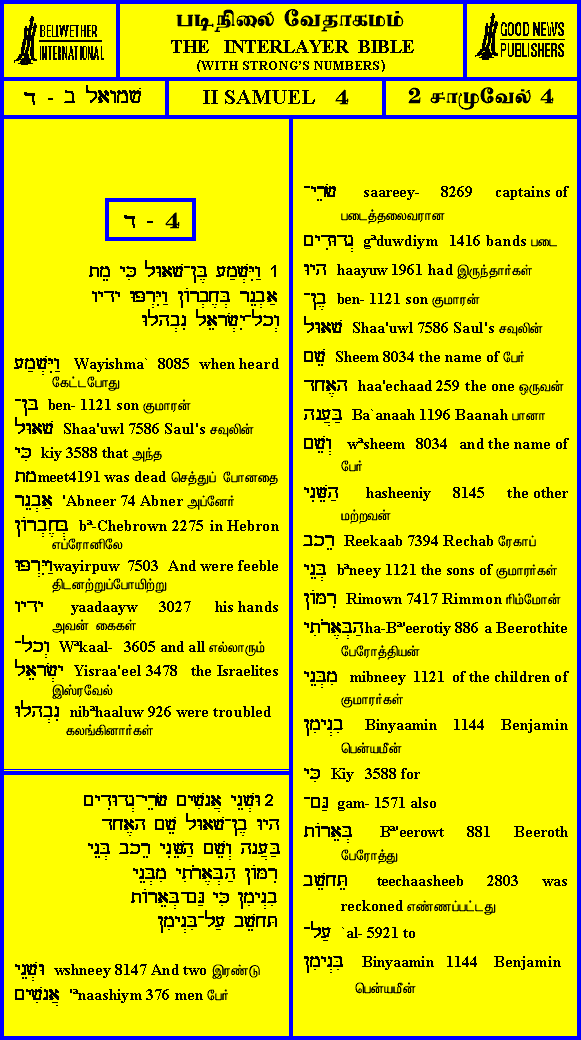 BELLWETHER
INTERNATIONAL
படிநிலை வேதாகமம்
THE INTERLAYER BIBLE
(WITH STRONG'S NUMBERS)
GOOD NEWS
PUBLISHERS
שמואל ב - ד
II SAMUEL 4
2 சாமுவேல் 4
ד - 4
1 וַיִּשְׁמַע בֶּן־שָׁאוּל כִּי מֵת
אַבְנֵר בְּחֶבְרוֹן וַיִּרְפּוּ יָדָיו
וְכָל־יִשְׂרָאֵל נִבְהָלוּ
וַיִּשְׁמַע Wayishma` 8085 when heard
கேட்டபோது
בֶּן־ ben- 1121 son குமாரன்
שָׁאוּל Shaa'uwl 7586 Saul's சவுலின்
כִּי kiy 3588 that அந்த
מֵת meet4191 was dead செத்துப் போனதை
אַבְנֵר 'Abneer 74 Abner அப்னேர்
בְּחֶבְרוֹן bª-Chebrown 2275 in Hebron
எப்ரோனிலே
וַיִּרְפּוּ wayirpuw 7503 And were feeble
திடனற்றுப்போயிற்று
יָדָיו yaadaayw 3027 his hands
அவன் கைகள்
וְכָל־ Wªkaal- 3605 and all எல்லாரும்
יִשְׂרָאֵל Yisraa'eel 3478 the Israelites
இஸ்ரவேல்
נִבְהָלוּ nibªhaaluw 926 were troubled
கலங்கினார்கள்
2 וּשְׁנֵי אֲנָשִׁים שָׂרֵי־גְדוּדִים
הָיוּ בֶן־שָׁאוּל שֵׁם הָאֶחָד
בַּעֲנָה וְשֵׁם הַשֵּׁנִי רֵכָב בְּנֵי
רִמּוֹן הַבְּאֵרֹתִי מִבְּנֵי
בִנְיָמִן כִּי גַּם־בְּאֵרוֹת
תֵּחָשֵׁב עַל־בִּנְיָמִן
וּשְׁנֵי wshneey 8147 And two இரண்டு
אֲנָשִׁים 'ªnaashiym 376 men பேர்
שָׂרֵי־ saareey- 8269 captains of
படைத்தலைவரான
גְדוּדִים gªduwdiym 1416 bands படை
הָיוּ haayuw 1961 had இருந்தார்கள்
בֶן־ ben- 1121 son குமாரன்
שָׁאוּל Shaa'uwl 7586 Saul's சவுலின்
שֵׁם Sheem 8034 the name of பேர்
הָאֶחָד haa'echaad 259 the one ஒருவன்
בַּעֲנָה Ba`anaah 1196 Baanah பானா
וְשֵׁם wªsheem 8034 and the name of
பேர்
הַשֵּׁנִי hasheeniy 8145 the other
மற்றவன்
רֵכָב Reekaab 7394 Rechab ரேகாப்
בְּנֵי bªneey 1121 the sons of குமாரர்கள்
רִמּוֹן Rimown 7417 Rimmon ரிம்மோன்
הַבְּאֵרֹתִי ha-Bª'eerotiy 886 a Beerothite
பேரோத்தியன்
מִבְּנֵי mibneey 1121 of the children of
குமாரர்கள்
בִנְיָמִן Binyaamin 1144 Benjamin
பென்யமீன்
כִּי Kiy 3588 for
גַּם־ gam- 1571 also
בְּאֵרוֹת Bª'eerowt 881 Beeroth
பேரோத்து
תֵּחָשֵׁב teechaasheeb 2803 was
reckoned எண்ணப்பட்டது
עַל־ `al- 5921 to
בִּנְיָמִן Binyaamin 1144 Benjamin
பென்யமீன்